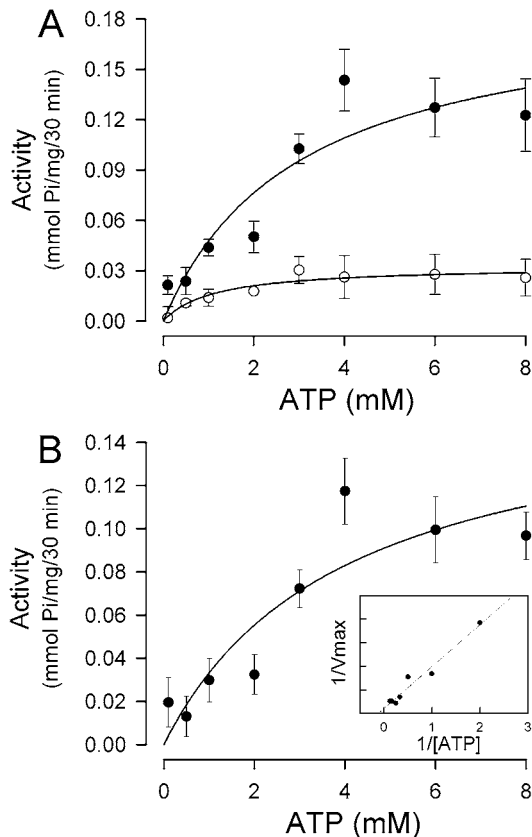 A
Activity
(mmol Pi/mg/30 min)
0.18
0.15
0.12
0.09
0.06
0.03
0.00
0 2 4 6 8
ATP (mM)
B
Activity
(mmol Pi/mg/30 min)
0.14
0.12
0.10
0.08
0.06
0.04
0.02
0.00
1/Vmax
0 1 2 3
1/[ATP]
0 2 4 6 8
ATP (mM)